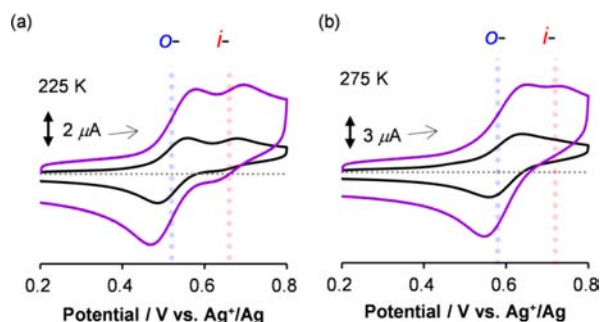 (a)
o- i-
225 K
2 μA
0.2 0.4 0.6 0.8
Potential / V vs. Ag⁺/Ag
(b)
o- i-
275 K
3 μA
0.2 0.4 0.6 0.8
Potential / V vs. Ag⁺/Ag